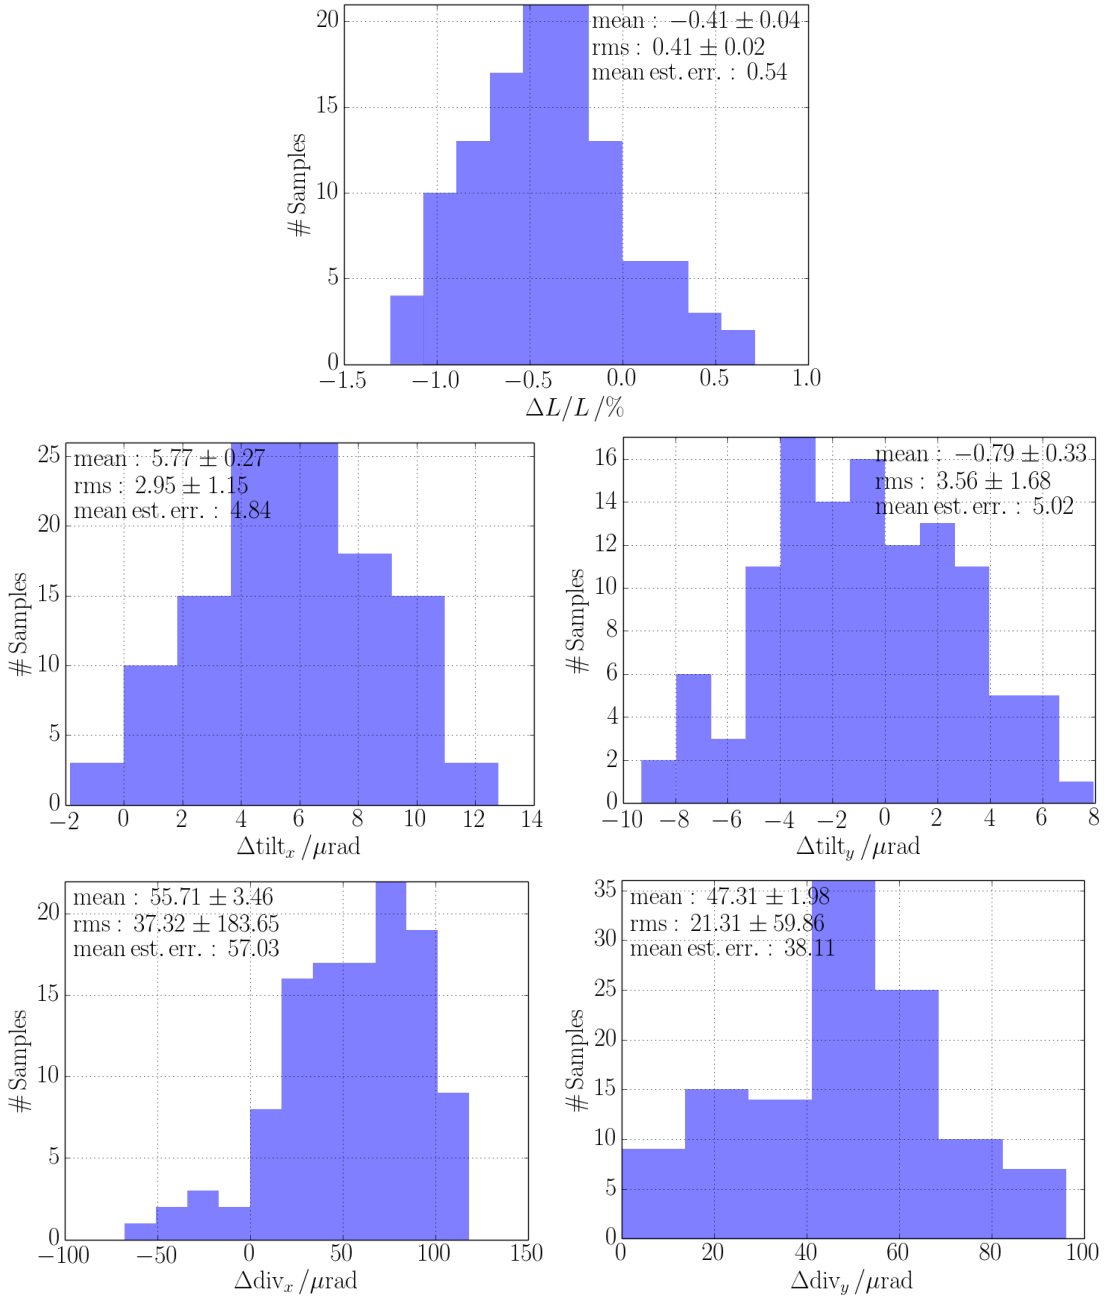 mean : −0.41 ± 0.04
rms : 0.41 ± 0.02
mean est. err. : 0.54
20
15
10
5
0
# Samples
−1.5 −1.0 −0.5 0.0 0.5 1.0
ΔL/L /%
mean : 5.77 ± 0.27
rms : 2.95 ± 1.15
mean est. err. : 4.84
25
20
15
10
5
0
# Samples
−2 0 2 4 6 8 10 12 14
Δtiltₓ /μrad
mean : −0.79 ± 0.33
rms : 3.56 ± 1.68
mean est. err. : 5.02
16
14
12
10
8
6
4
2
0
# Samples
−10 −8 −6 −4 −2 0 2 4 6 8
Δtilt_y /μrad
mean : 55.71 ± 3.46
rms : 37.32 ± 183.65
mean est. err. : 57.03
20
15
10
5
0
# Samples
−100 −50 0 50 100 150
Δdivₓ /μrad
mean : 47.31 ± 1.98
rms : 21.31 ± 59.86
mean est. err. : 38.11
35
30
25
20
15
10
5
0
# Samples
0 20 40 60 80 100
Δdiv_y /μrad